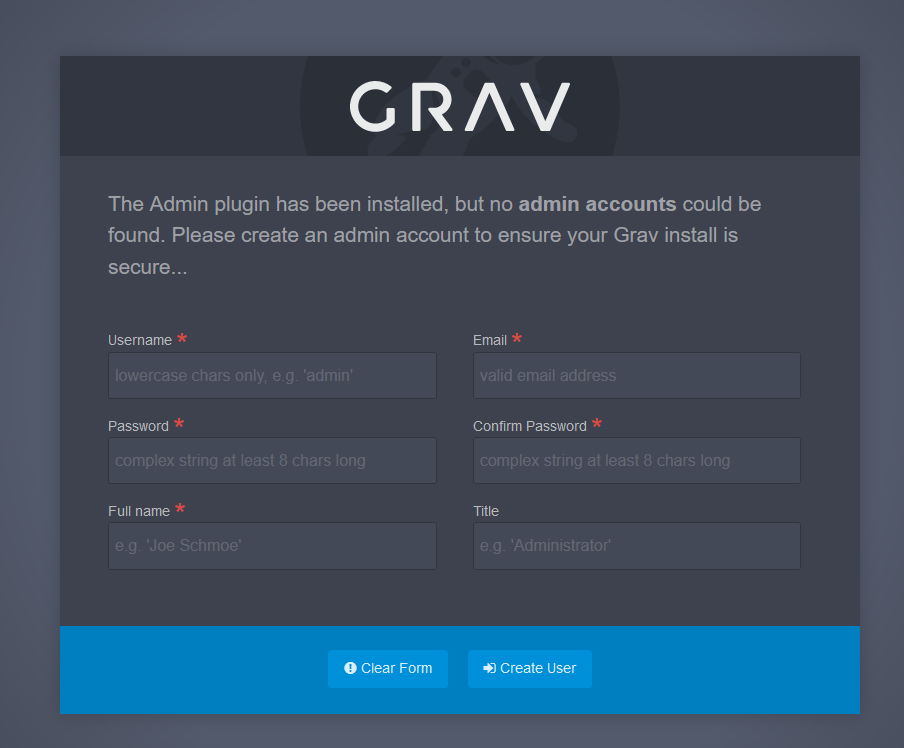 GRAV
The Admin plugin has been installed, but no admin accounts could be
found. Please create an admin account to ensure your Grav install is
secure...
Username *
Email *
lowercase chars only, e.g. 'admin'
valid email address
Password *
Confirm Password *
complex string at least 8 chars long
complex string at least 8 chars long
Full name *
Title
e.g. 'Joe Schmoe'
e.g. 'Administrator'
Clear Form
Create User